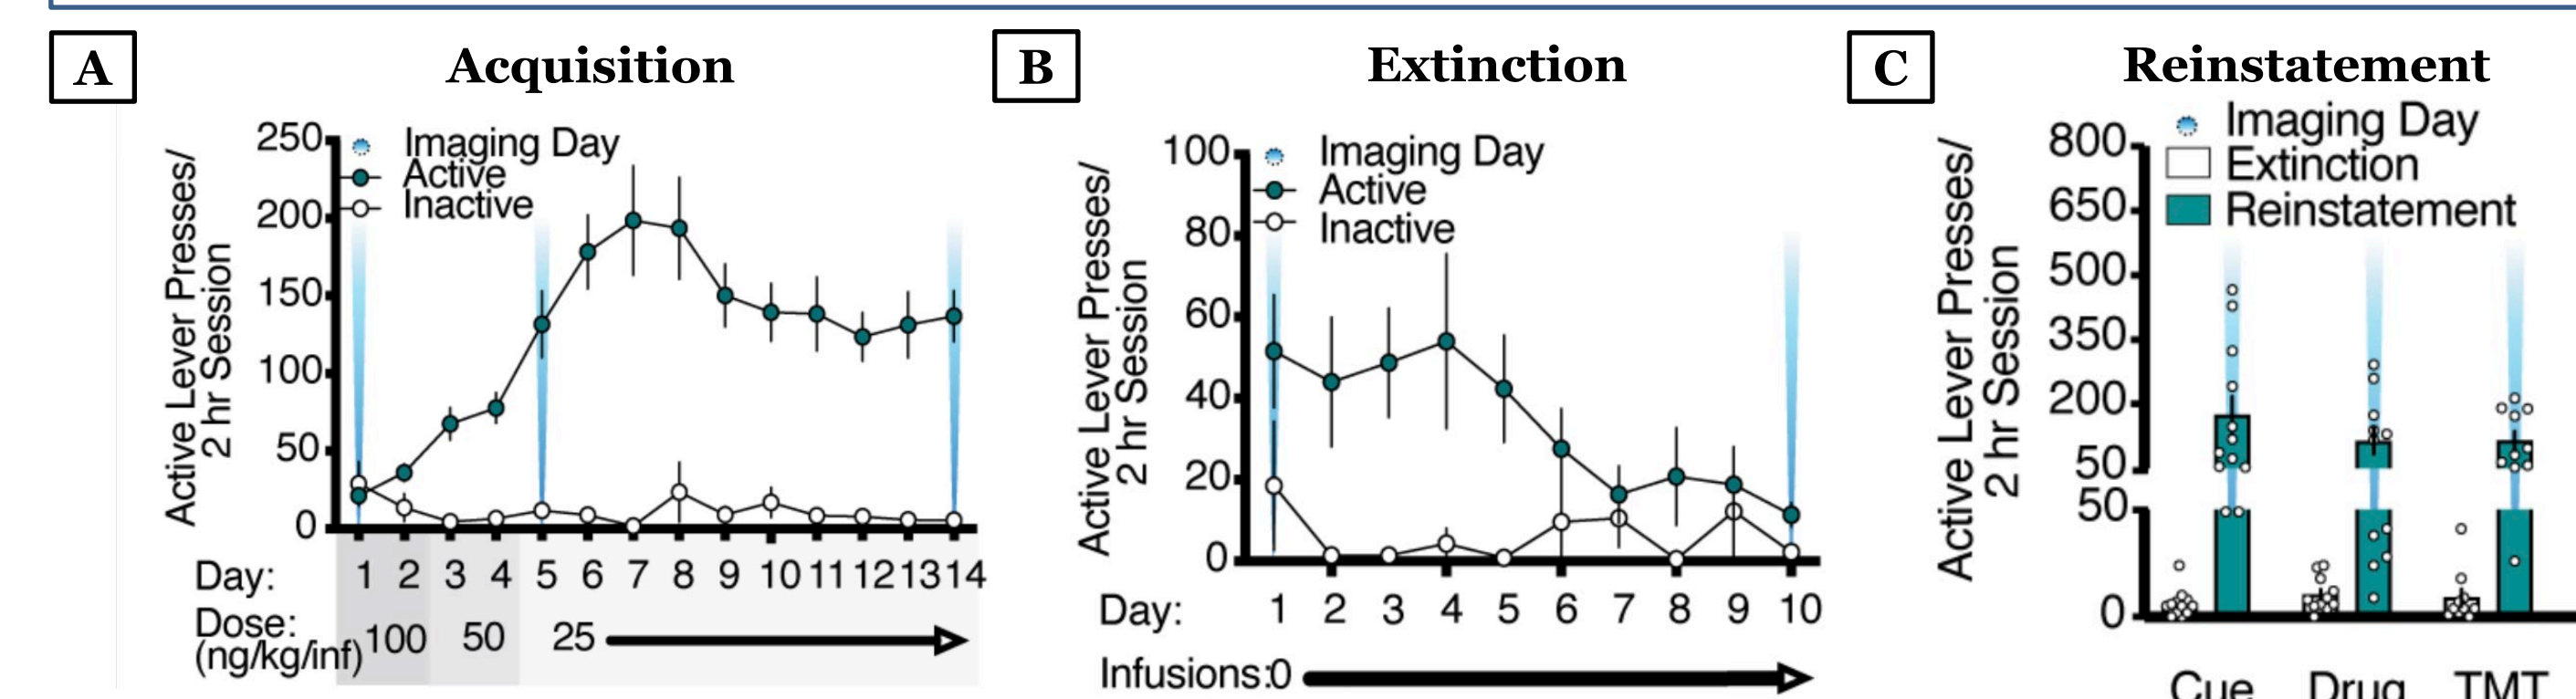 A
Acquisition
Active Lever Presses/
2 hr Session
250
200
150
100
50
0
Imaging Day
Active
Inactive
Day: 1 2 3 4 5 6 7 8 9 10 11 12 13 14
Dose:
(ng/kg/inf) 100 50 25
B
Extinction
Active Lever Presses/
2 hr Session
100
80
60
40
20
0
Imaging Day
Active
Inactive
Day: 1 2 3 4 5 6 7 8 9 10
Infusions:0
C
Reinstatement
Active Lever Presses/
2 hr Session
800
650
500
350
200
50
50
0
Imaging Day
Extinction
Reinstatement
Cue Drug TMT